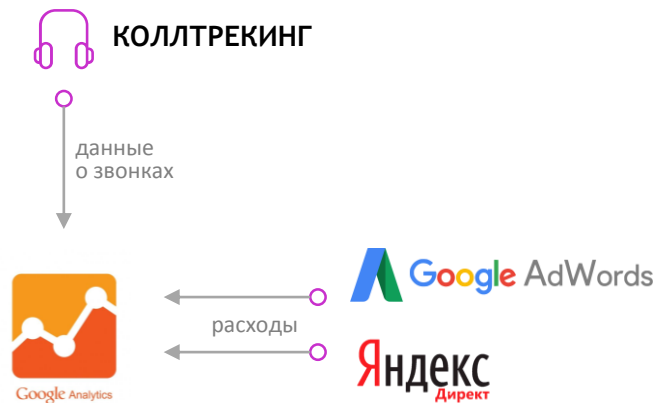 КОЛЛТРЕКИНГ
данные
о звонках
Google AdWords
расходы
Яндекс
Директ
Google Analytics